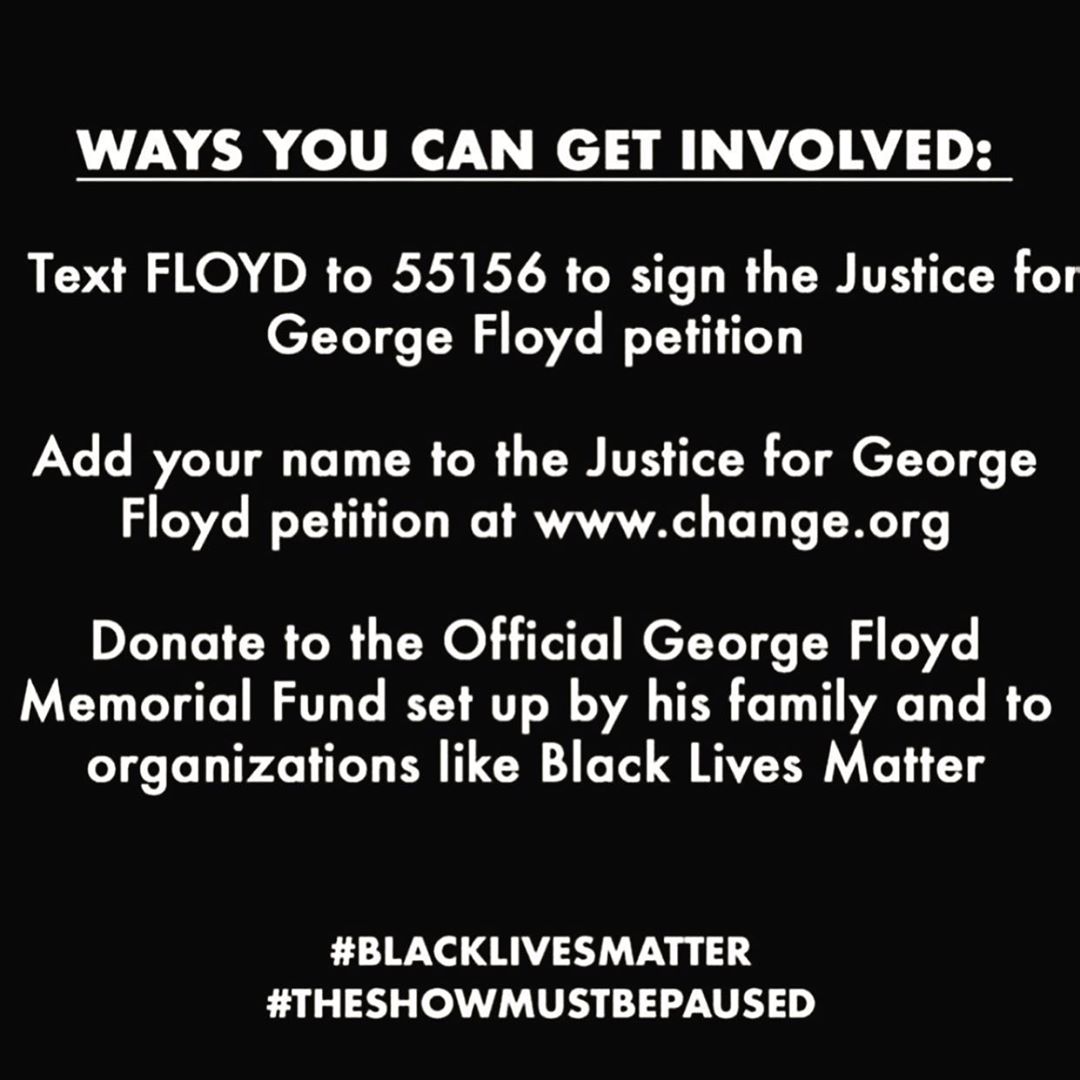 WAYS YOU CAN GET INVOLVED:
Text FLOYD to 55156 to sign the Justice for
George Floyd petition
Add your name to the Justice for George
Floyd petition at www.change.org
Donate to the Official George Floyd
Memorial Fund set up by his family and to
organizations like Black Lives Matter
#BLACKLIVESMATTER
#THESHOWMUSTBEPAUSED